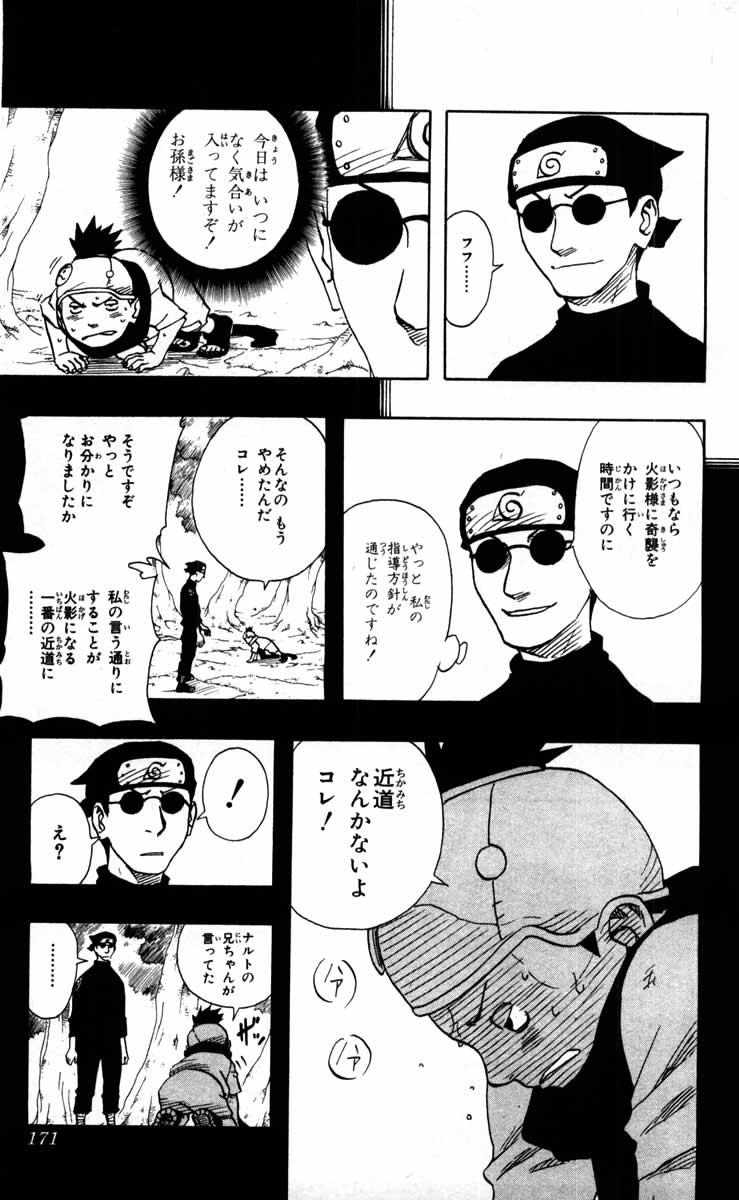 フフ……
今日は いつに
なく気合いが
入ってますぞ！
お孫様！
いつもなら
火影様に奇襲を
かけに行く
時間ですのに
やっと 私の
指導方針が
通じたのですね！
そんなの もう
やめたんだ
コレ……
そうですぞ
やっと
お分かりに
なりましたか
私の言う通りに
することが
火影になる
一番の近道に
………
近道
なんかないよ
コレ！
ハァ
ハァ
！
え？
ナルトの
兄ちゃんが
言ってた
ザッ
………
171